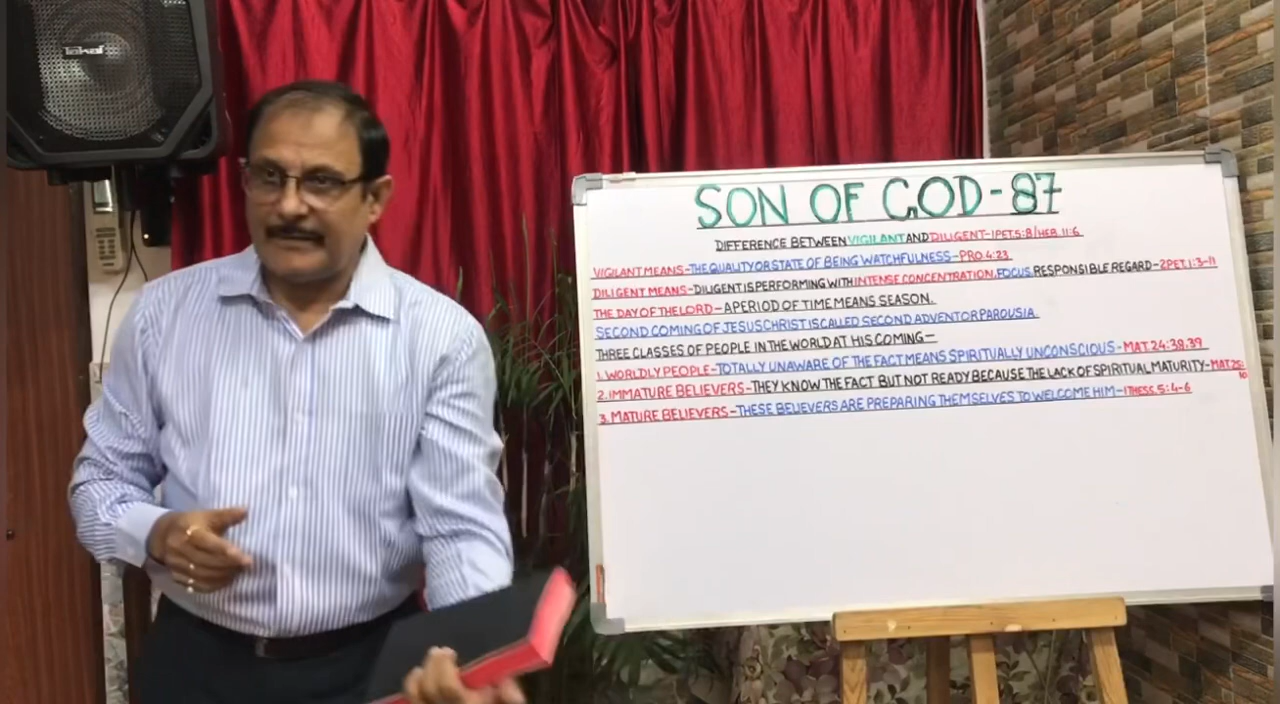 Tokai
SON OF GOD-87
DIFFERENCE BETWEEN VIGILANT AND DILIGENT-1PET.5:8/HEB.11:6
VIGILANT MEANS-THE QUALITY OR STATE OF BEING WATCHFULNESS-PRO.4:23
DILIGENT MEANS-DILIGENT IS PERFORMING WITH INTENSE CONCENTRATION, FOCUS, RESPONSIBLE REGARD-2PET.1:3-11
THE DAY OF THE LORD-A PERIOD OF TIME MEANS SEASON.
SECOND COMING OF JESUS CHRIST IS CALLED SECOND ADVENT OR PAROUSIA.
THREE CLASSES OF PEOPLE IN THE WORLD AT HIS COMING-
1. WORLDLY PEOPLE-TOTALLY UNAWARE OF THE FACT MEANS SPIRITUALLY UNCONSCIOUS-MAT.24:38,39
2. IMMATURE BELIEVERS-THEY KNOW THE FACT BUT NOT READY BECAUSE THE LACK OF SPIRITUAL MATURITY-MAT.25:
10
3. MATURE BELIEVERS-THESE BELIEVERS ARE PREPARING THEMSELVES TO WELCOME HIM-1THESS.5:4-6